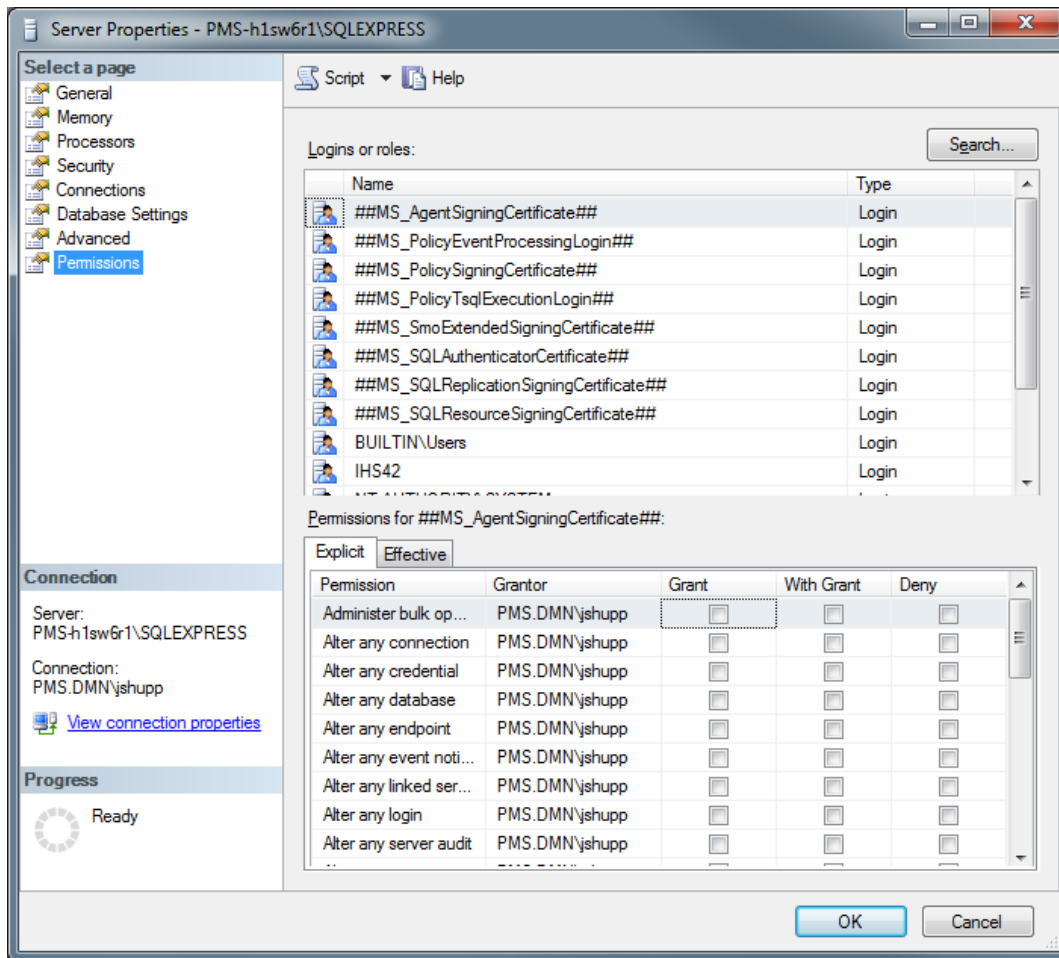 Server Properties - PMS-h1sw6r1\SQLEXPRESS
Select a page
General
Memory
Processors
Security
Connections
Database Settings
Advanced
Permissions
Script Help
Logins or roles:
Search...
Name Type
##MS_AgentSigningCertificate## Login
##MS_PolicyEventProcessingLogin## Login
##MS_PolicySigningCertificate## Login
##MS_PolicyTsqlExecutionLogin## Login
##MS_SmoExtendedSigningCertificate## Login
##MS_SQLAuthenticatorCertificate## Login
##MS_SQLReplicationSigningCertificate## Login
##MS_SQLResourceSigningCertificate## Login
BUILTIN\Users Login
IHS42 Login
Permissions for ##MS_AgentSigningCertificate##:
Explicit Effective
Permission Grantor Grant With Grant Deny
Administer bulk op... PMS.DMN\jshupp
Alter any connection PMS.DMN\jshupp
Alter any credential PMS.DMN\jshupp
Alter any database PMS.DMN\jshupp
Alter any endpoint PMS.DMN\jshupp
Alter any event noti... PMS.DMN\jshupp
Alter any linked ser... PMS.DMN\jshupp
Alter any login PMS.DMN\jshupp
Alter any server audit PMS.DMN\jshupp
Connection
Server:
PMS-h1sw6r1\SQLEXPRESS
Connection:
PMS.DMN\jshupp
View connection properties
Progress
Ready
OK Cancel